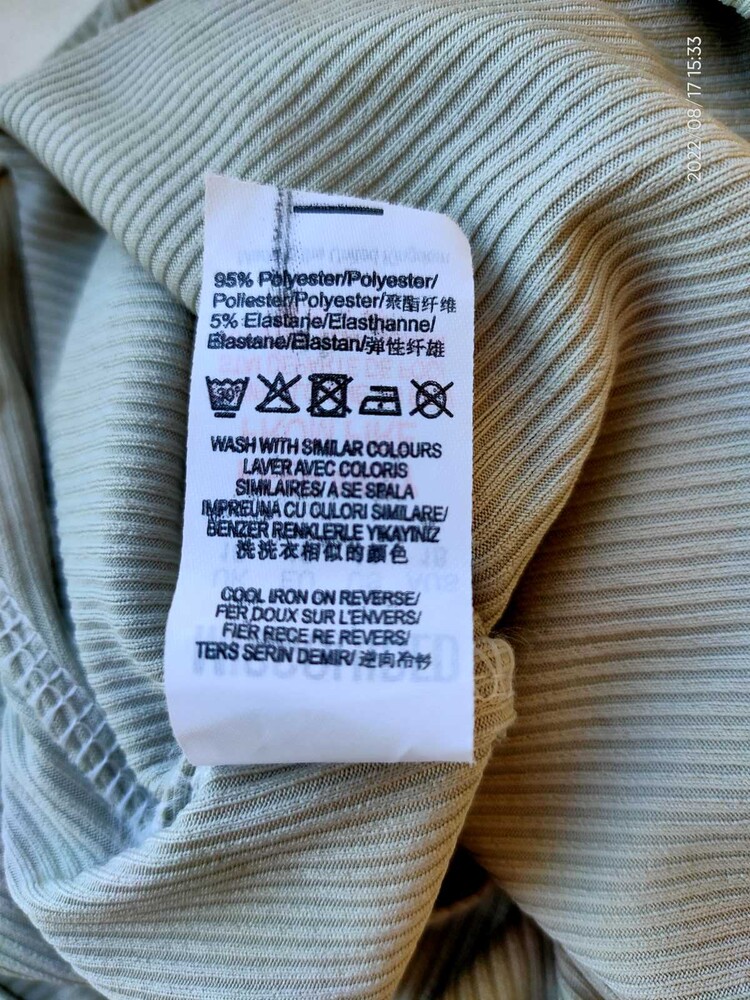 2022/08/17 15:33
95% Polyester/Polyester/
Poliester/Polyester/聚酯纤维
5% Elastane/Elasthanne/
Elastane/Elastan/弹性纤维
30°
WASH WITH SIMILAR COLOURS
LAVER AVEC COLORIS
SIMILAIRES/ A SE SPALA
IMPREUNA CU CULORI SIMILARE/
BENZER RENKLERLE YIKAYINIZ
洗洗衣相似的颜色
COOL IRON ON REVERSE/
FER DOUX SUR L'ENVERS/
FIER RECE RE REVERS/
TERS SERIN DEMIR/ 逆向冷衫